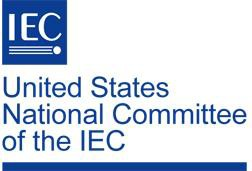 IEC
United States
National Committee
of the IEC